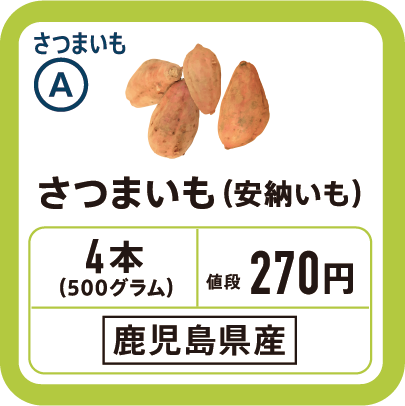 さつまいも
A
さつまいも(安納いも)
4本
(500グラム)
値段 270円
鹿児島県産